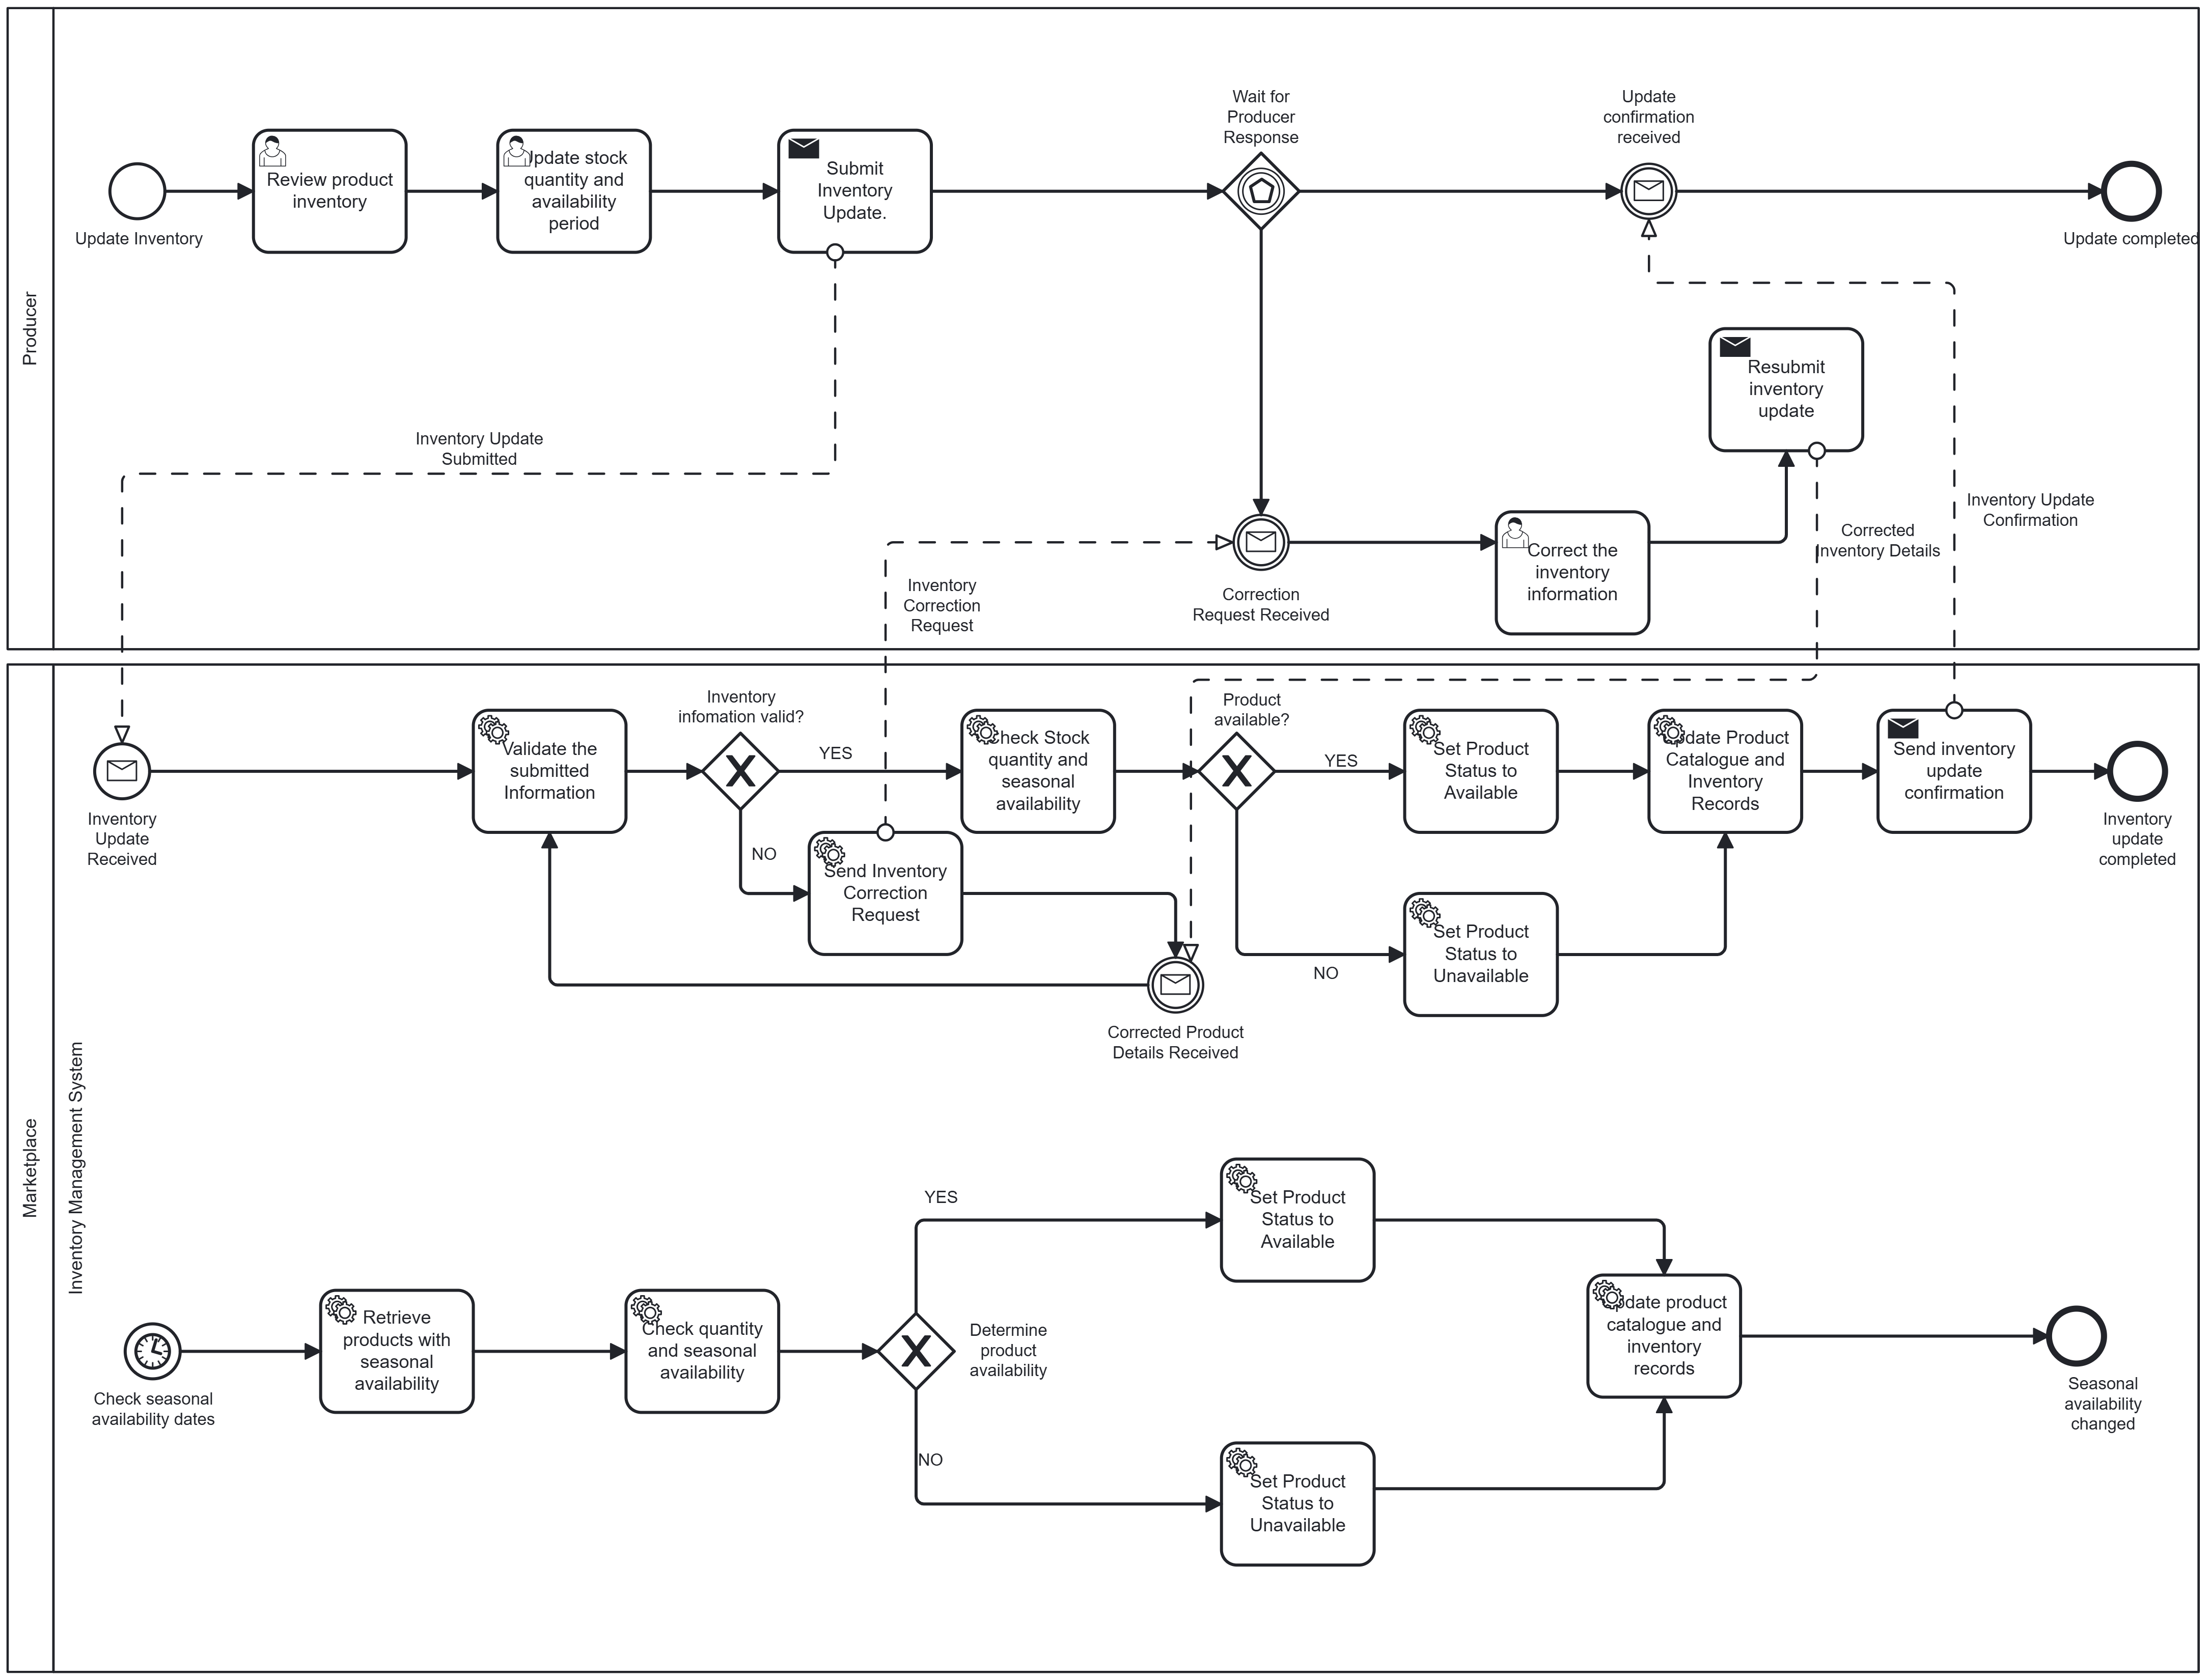 Producer
Update Inventory
Review product
inventory
Update stock
quantity and
availability
period
Submit
Inventory
Update.
Wait for
Producer
Response
Update
confirmation
received
Update completed
Inventory Update
Submitted
Resubmit
inventory
update
Inventory
Correction
Request
Correction
Request Received
Correct the
inventory
information
Corrected
Inventory Details
Inventory Update
Confirmation
Marketplace
Inventory Management System
Inventory
Update
Received
Validate the
submitted
Information
Inventory
infomation valid?
YES
NO
Send Inventory
Correction
Request
Check Stock
quantity and
seasonal
availability
Product
available?
YES
NO
Corrected Product
Details Received
Set Product
Status to
Available
Set Product
Status to
Unavailable
Update Product
Catalogue and
Inventory
Records
Send inventory
update
confirmation
Inventory
update
completed
Check seasonal
availability dates
Retrieve
products with
seasonal
availability
Check quantity
and seasonal
availability
Determine
product
availability
YES
NO
Set Product
Status to
Available
Set Product
Status to
Unavailable
Update product
catalogue and
inventory
records
Seasonal
availability
changed